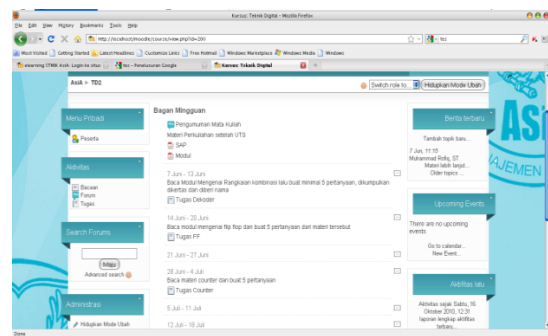 Kursus: Teknik Digital - Mozilla Firefox
File Edit View History Bookmarks Tools Help
http://localhost/moodle/course/view.php?id=200
Most Visited Getting Started Latest Headlines Customize Links Free Hotmail Windows Marketplace Windows Media Windows
Kursus: Teknik Digital
AsiA ► TD2
Switch role to...
Hidupkan Mode Ubah
Menu Pribadi
Peserta
Aktivitas
Bacaan
Forum
Tugas
Search Forums
Maju
Advanced search
Administrasi
Hidupkan Mode Ubah
Bagan Mingguan
Pengumuman Mata Kuliah
Materi Perkuliahan setelah UTS
SAP
Modul
7 Juni - 13 Juni
Baca Modul Mengenai Rangkaian kombinasi lalu buat minimal 5 pertanyaan, dikumpulkan
dikertas dan diberi nama
Tugas Dekoder
14 Juni - 20 Juni
Baca modul mengenai flip flop dan buat 5 pertanyaan dari materi tersebut
Tugas FF
21 Juni - 27 Juni
28 Juni - 4 Juli
Baca materi counter dan buat 5 pertanyaan
Tugas Counter
5 Juli - 11 Juli
12 Juli - 18 Juli
Berita terbaru
Tambah topik baru...
7 Jun, 11:15
Muhammad Rofiq, ST
Materi lebih lanjut...
Older topics ...
Upcoming Events
There are no upcoming
events
Go to calendar...
New Event...
Aktifitas lalu
Aktivitas sejak Sabtu, 16
Oktober 2010, 12:31
laporan lengkap aktifitas
terbaru...
AS
AJEMEN
Done